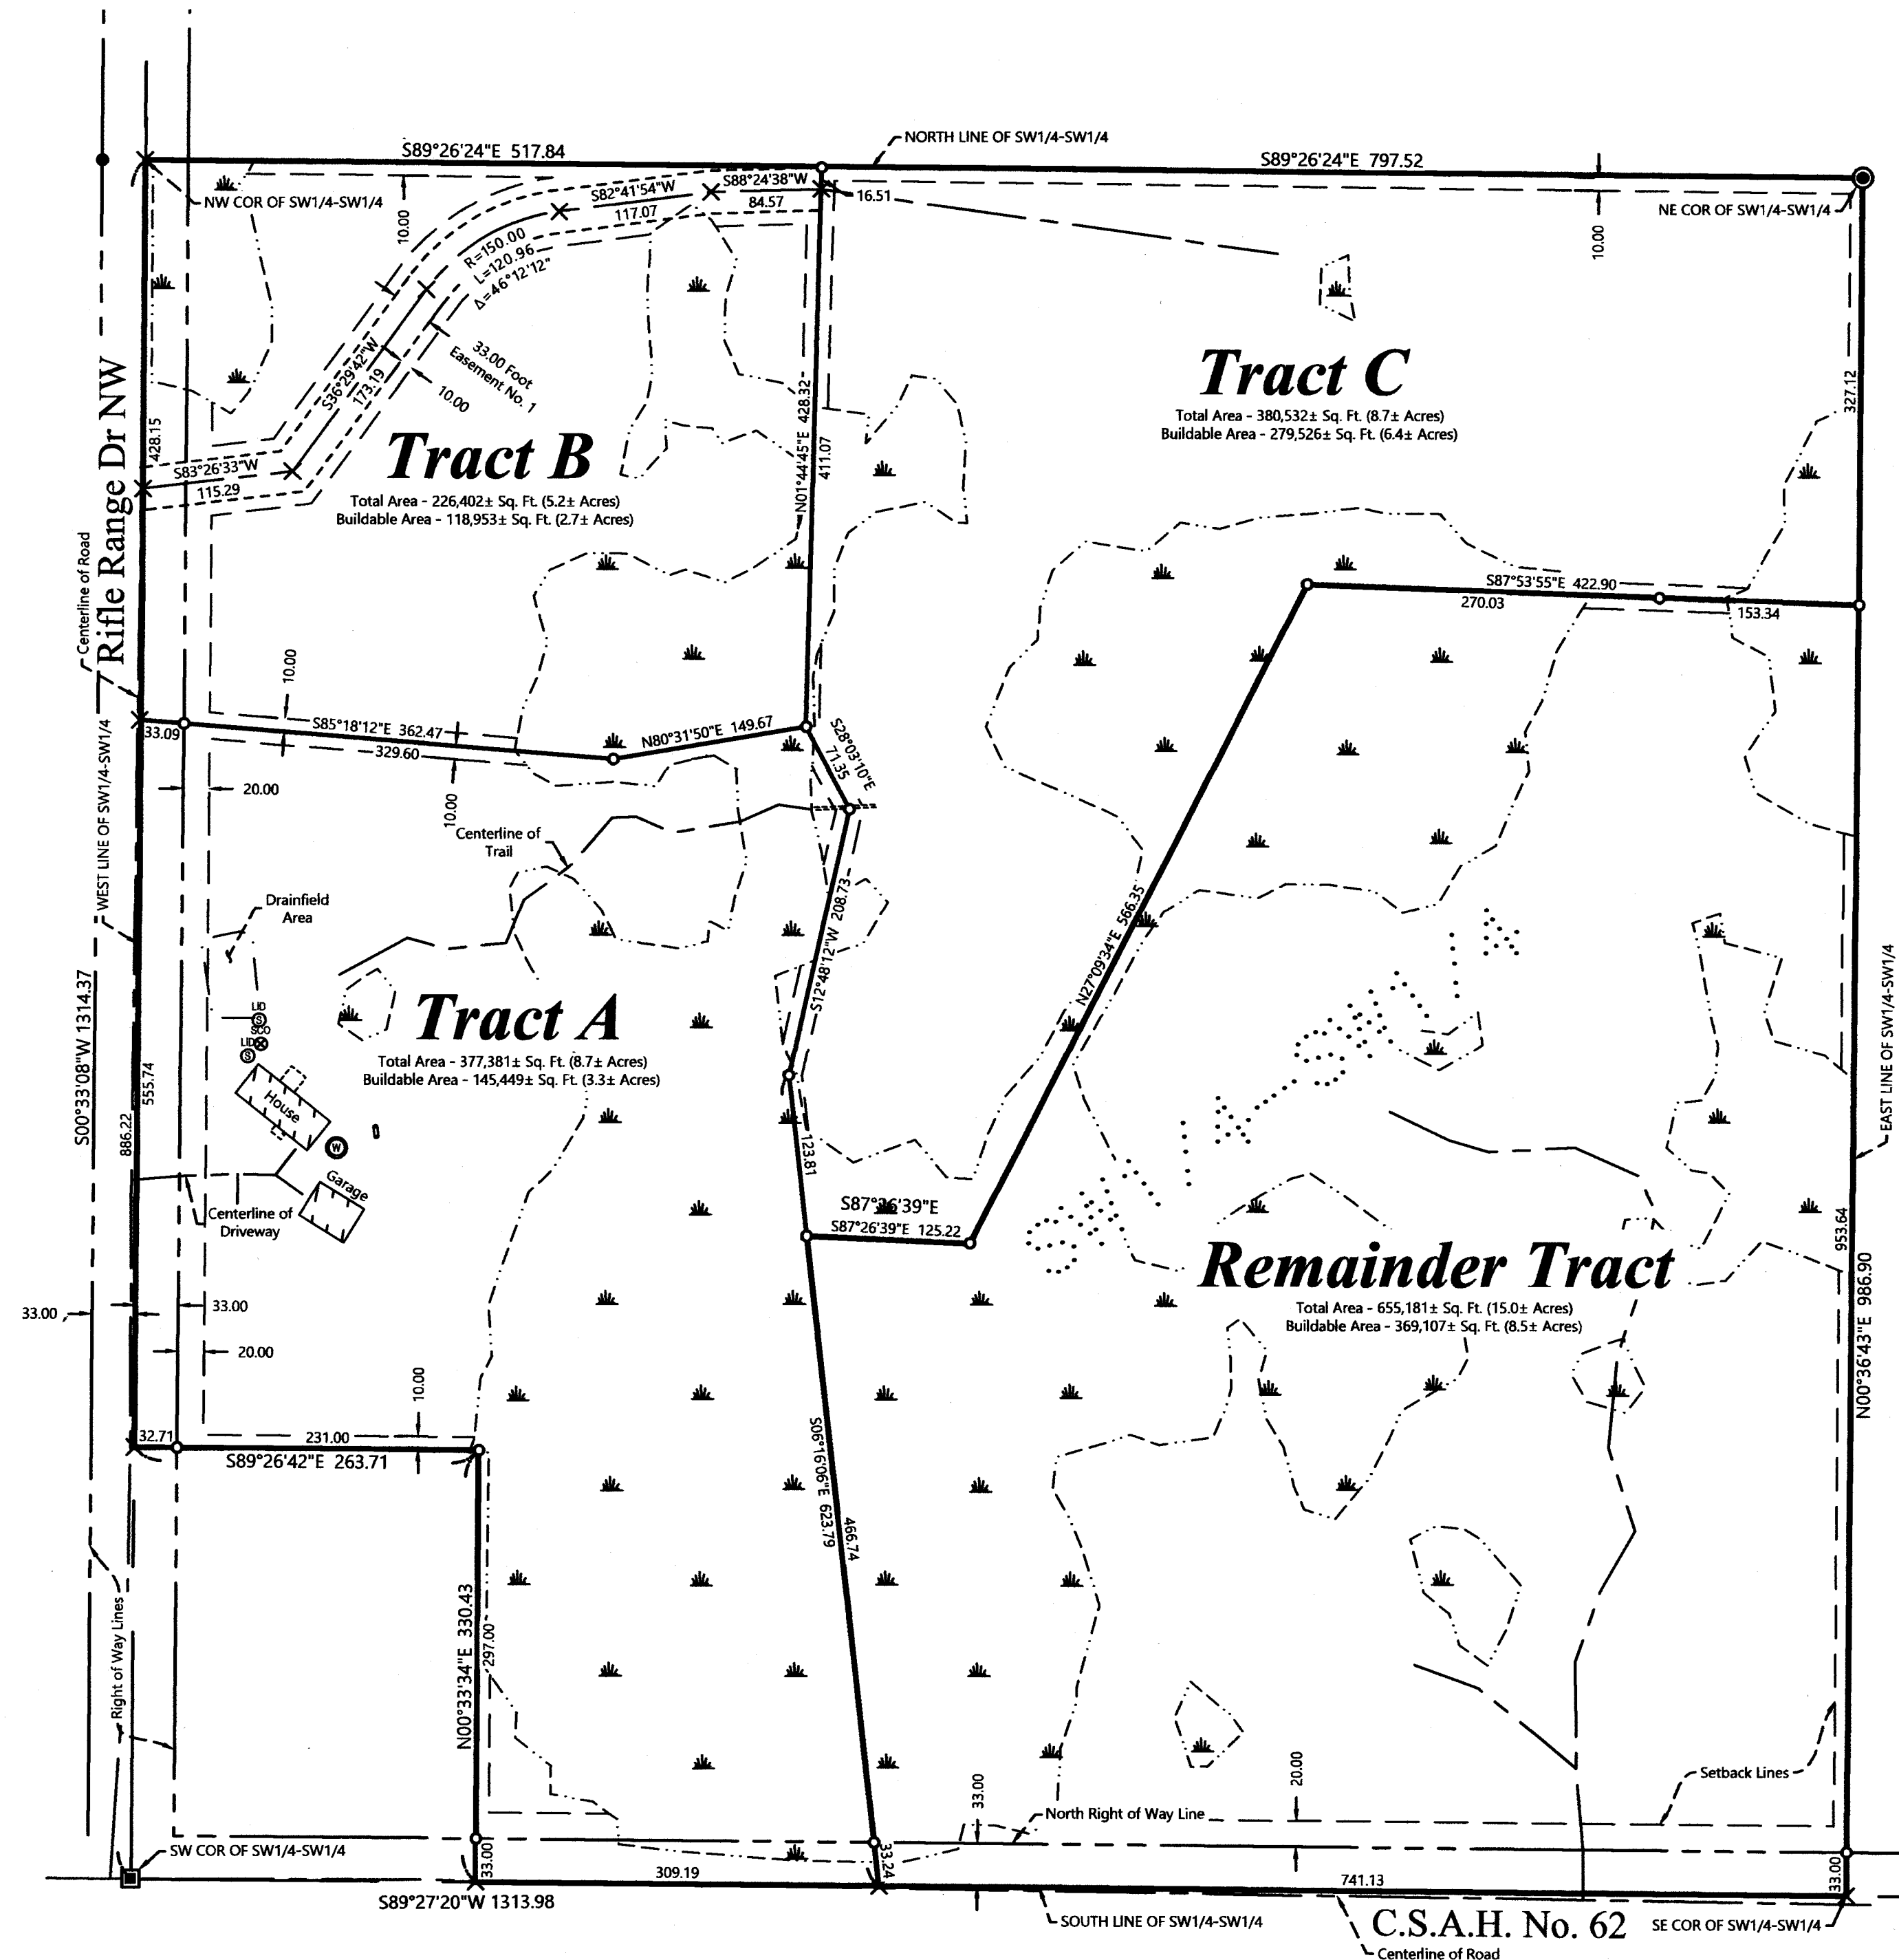 NORTH LINE OF SW1/4-SW1/4
S89°26'24"E 517.84
S89°26'24"E 797.52
NW COR OF SW1/4-SW1/4
NE COR OF SW1/4-SW1/4
10.00
S82°41'54"W
117.07
S88°24'38"W
84.57
16.51
10.00
R=150.00
L=120.96
Δ=46°12'12"
33.00 Foot
Easement No. 1
10.00
S36°29'42"W
173.19
428.15
S83°26'33"W
115.29
Rifle Range Dr NW
Centerline of Road
Tract B
Total Area - 226,402± Sq. Ft. (5.2± Acres)
Buildable Area - 118,953± Sq. Ft. (2.7± Acres)
N01°44'45"E 428.32
411.07
Tract C
Total Area - 380,532± Sq. Ft. (8.7± Acres)
Buildable Area - 279,526± Sq. Ft. (6.4± Acres)
327.12
S87°53'55"E 422.90
270.03
153.34
10.00
33.09
S85°18'12"E 362.47
329.60
N80°31'50"E 149.67
S28°03'10"E
71.35
WEST LINE OF SW1/4-SW1/4
20.00
10.00
Centerline of
Trail
Drainfield
Area
S12°48'12"W 208.73
N27°09'34"E 566.35
EAST LINE OF SW1/4-SW1/4
LID
S
SCO
LID
S
Tract A
Total Area - 377,381± Sq. Ft. (8.7± Acres)
Buildable Area - 145,449± Sq. Ft. (3.3± Acres)
S00°33'08"W 1314.37
555.74
886.22
House
W
Garage
Centerline of
Driveway
123.81
S87°26'39"E
S87°26'39"E 125.22
Remainder Tract
Total Area - 655,181± Sq. Ft. (15.0± Acres)
Buildable Area - 369,107± Sq. Ft. (8.5± Acres)
953.64
N00°36'43"E 986.90
33.00
33.00
20.00
10.00
32.71
231.00
S89°26'42"E 263.71
S06°16'06"E 623.79
466.74
N00°33'34"E 330.43
297.00
Right of Way Lines
33.00
20.00
Setback Lines
North Right of Way Line
SW COR OF SW1/4-SW1/4
33.00
309.19
33.24
741.13
33.00
S89°27'20"W 1313.98
SOUTH LINE OF SW1/4-SW1/4
C.S.A.H. No. 62
SE COR OF SW1/4-SW1/4
Centerline of Road